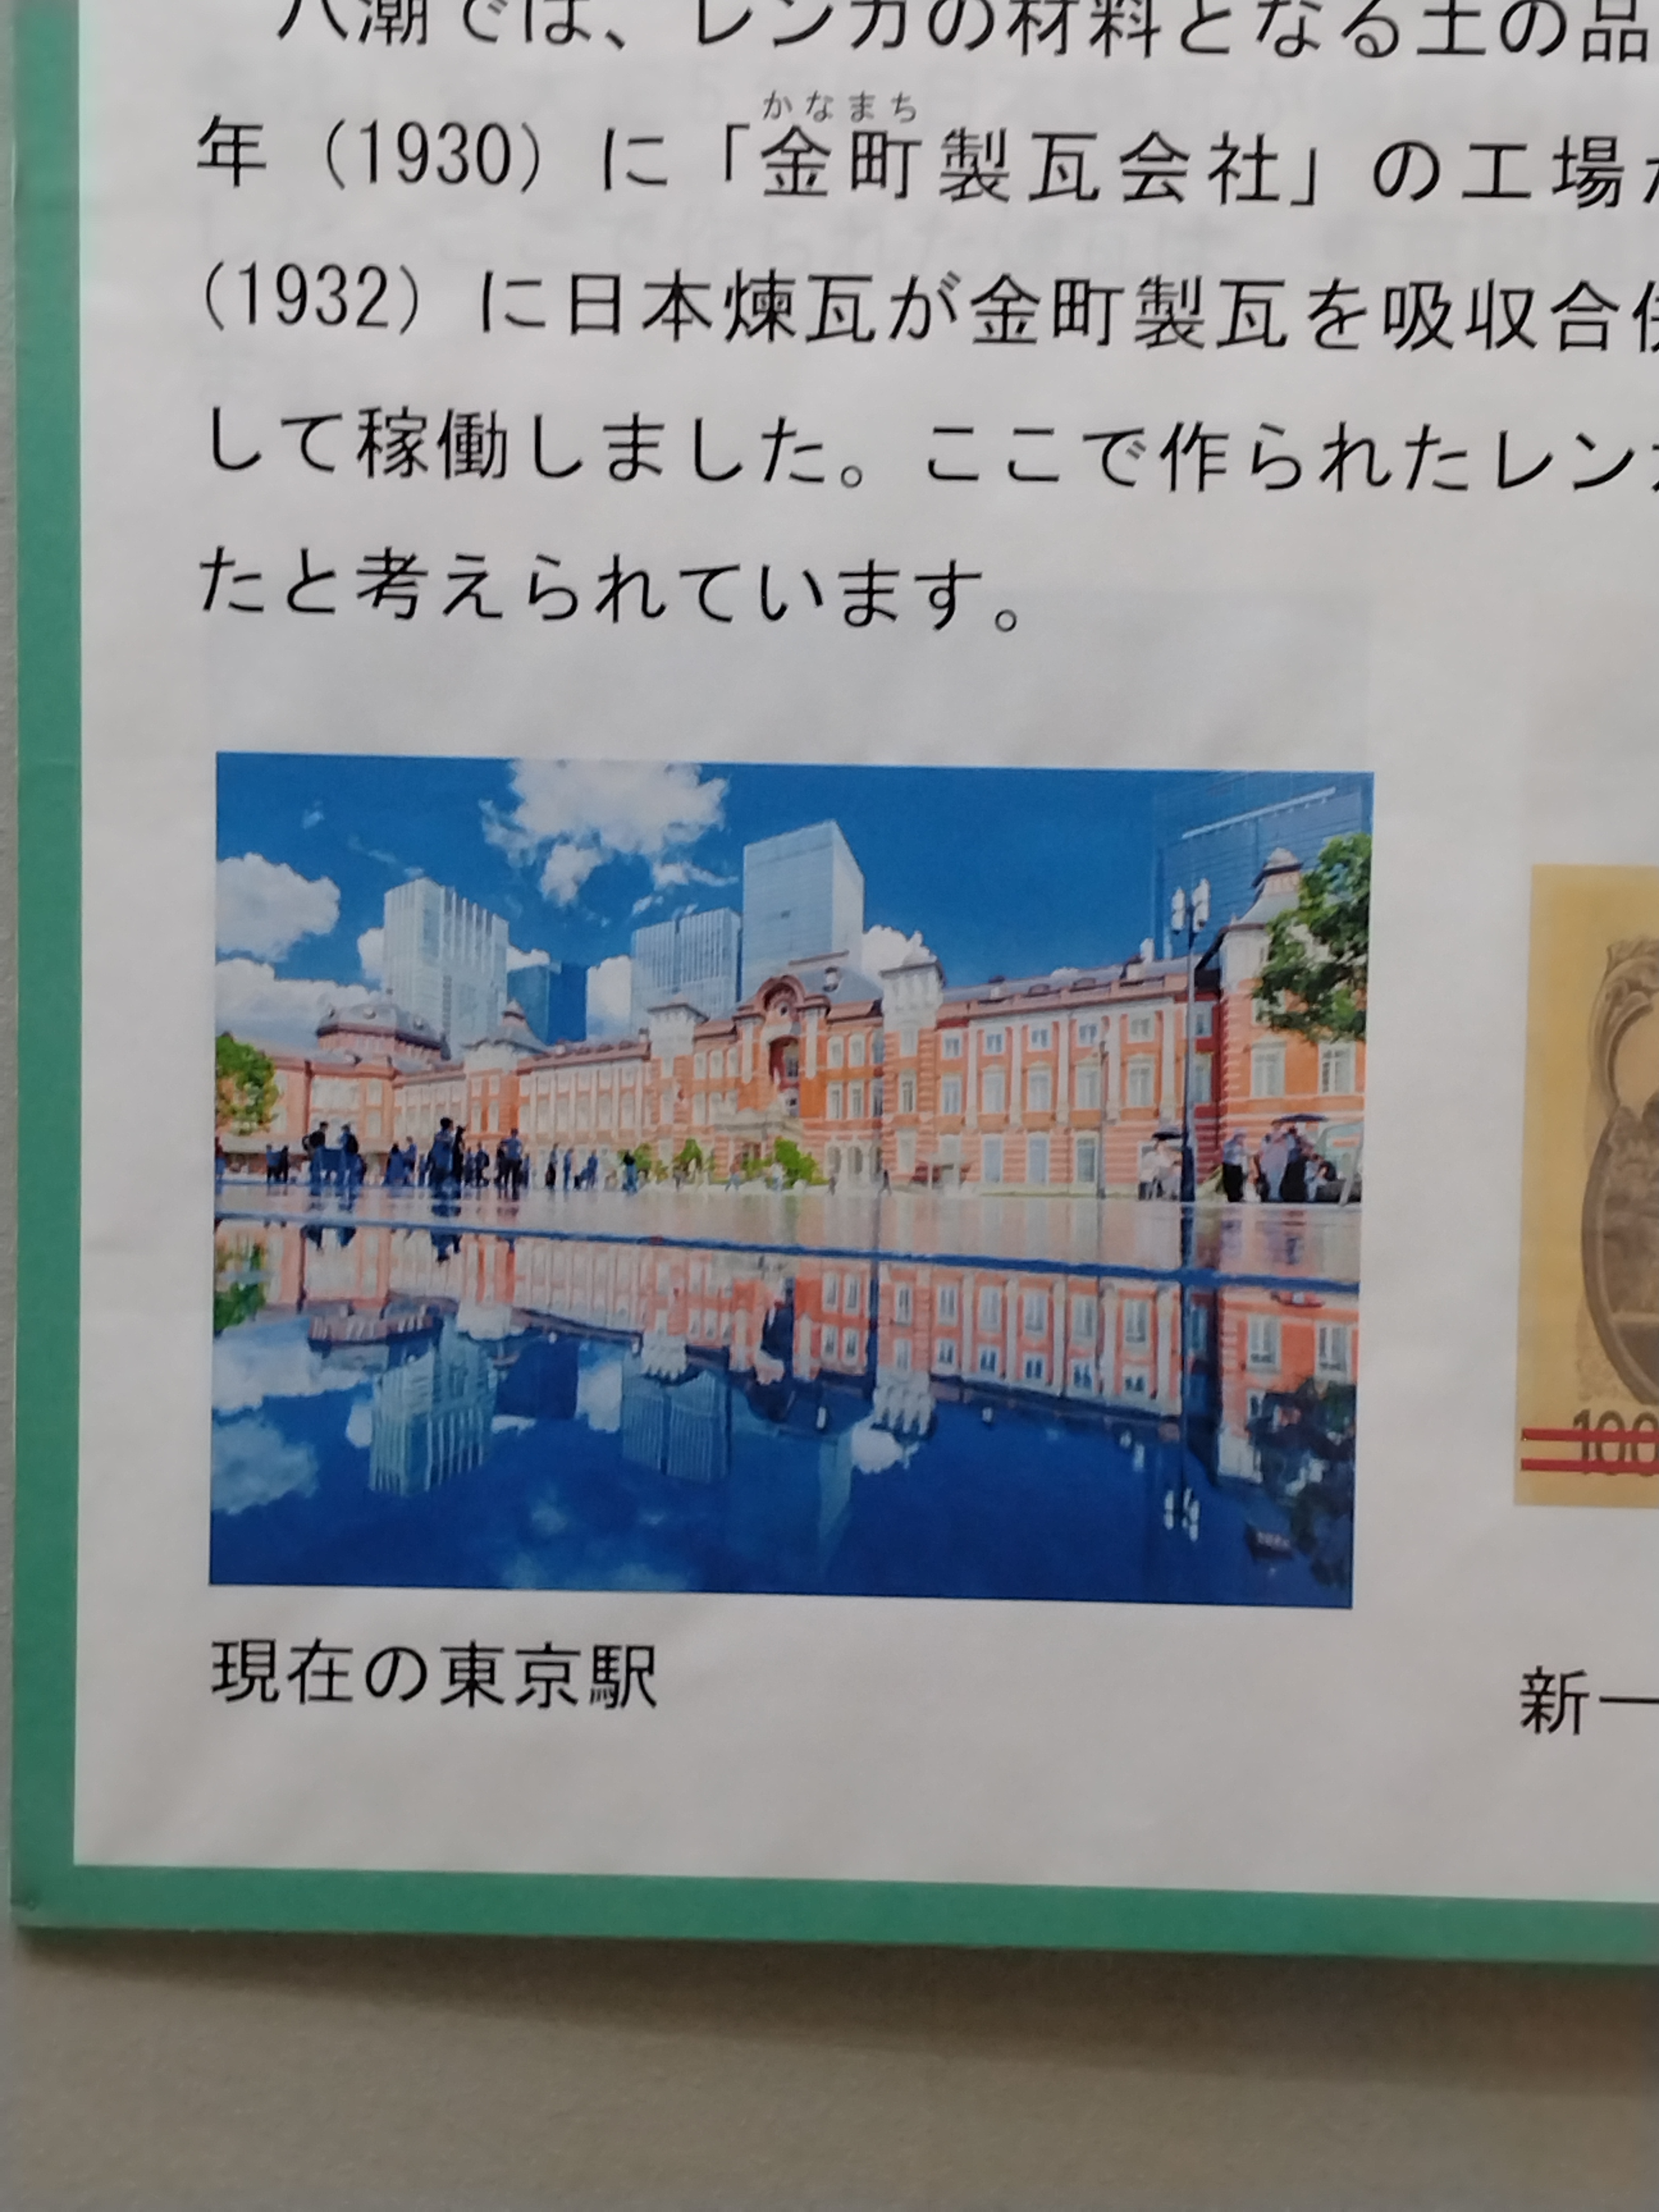 八潮では、レンガの材料となる土の品
かなまち
年（1930）に「金町製瓦会社」の工場
（1932）に日本煉瓦が金町製瓦を吸収合併
して稼働しました。ここで作られたレン
たと考えられています。
100
現在の東京駅
新一